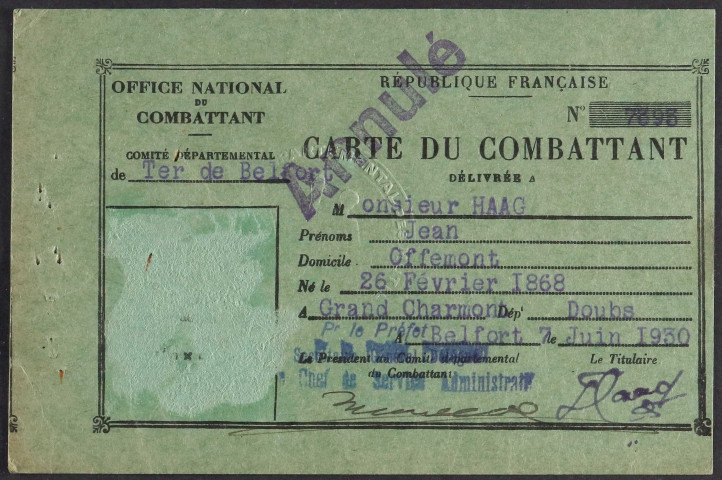 Annulé
OFFICE NATIONAL
DU
COMBATTANT
COMITÉ DÉPARTEMENTAL
de Ter de Belfort
RÉPUBLIQUE FRANÇAISE
N° 7898
CARTE DU COMBATTANT
DÉLIVRÉE A
Monsieur HAAG
Prénoms Jean
Domicile Offemont
Né le 26 Février I868
A Grand Charmont Dép' Doubs
Pr le Préfet
A Belfort 7 le Juin I930
Le Président du Comité départemental
du Combattant
Le Titulaire
Chef de Service Administratif
Haag